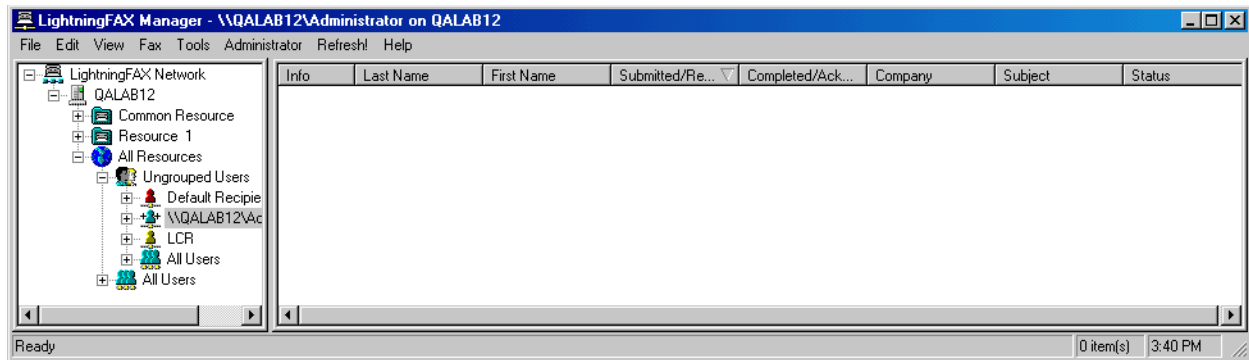 LightningFAX Manager - \\QALAB12\Administrator on QALAB12
File Edit View Fax Tools Administrator Refresh! Help
LightningFAX Network
QALAB12
Common Resource
Resource 1
All Resources
Ungrouped Users
Default Recipie
\\QALAB12\Ac
LCR
All Users
All Users
Info Last Name First Name Submitted/Re... Completed/Ack... Company Subject Status
Ready 0 item(s) 3:40 PM